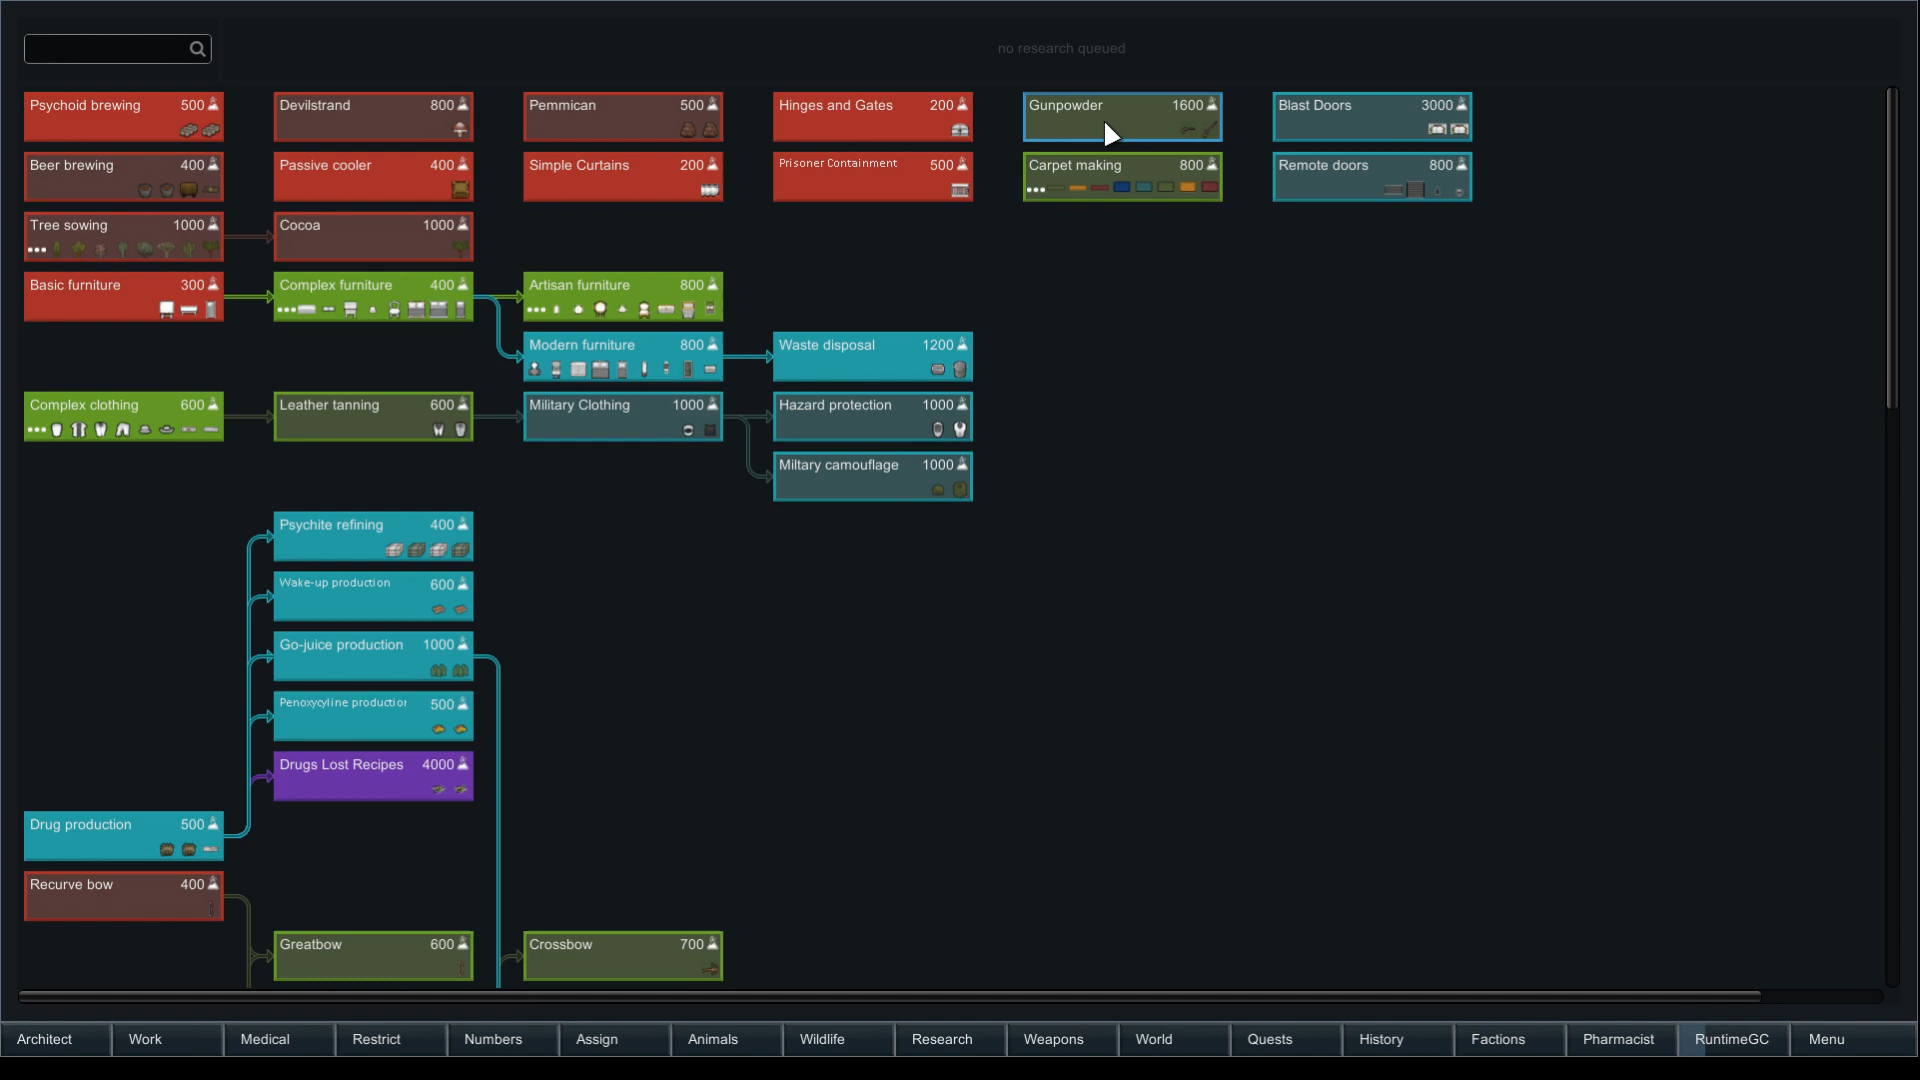 no research queued
Psychoid brewing 500
Devilstrand 800
Pemmican 500
Hinges and Gates 200
Gunpowder 1600
Blast Doors 3000
Beer brewing 400
Passive cooler 400
Simple Curtains 200
Prisoner Containment 500
Carpet making 800
Remote doors 800
Tree sowing 1000
Cocoa 1000
Basic furniture 300
Complex furniture 400
Artisan furniture 800
Modern furniture 800
Waste disposal 1200
Complex clothing 600
Leather tanning 600
Military Clothing 1000
Hazard protection 1000
Miltary camouflage 1000
Psychite refining 400
Wake-up production 600
Go-juice production 1000
Penoxycyline production 500
Drugs Lost Recipes 4000
Drug production 500
Recurve bow 400
Greatbow 600
Crossbow 700
Architect Work Medical Restrict Numbers Assign Animals Wildlife Research Weapons World Quests History Factions Pharmacist RuntimeGC Menu